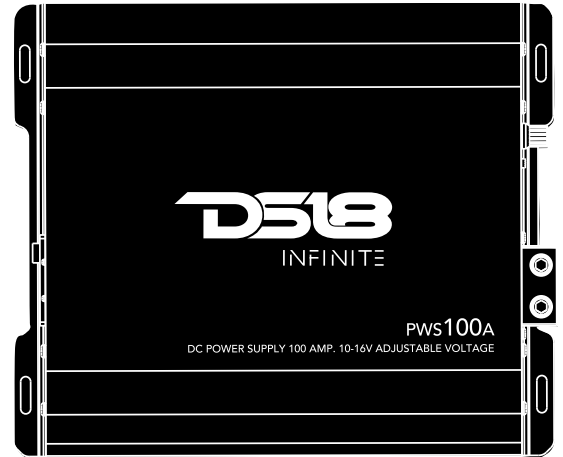 DS18
INFINITE
PWS100A
DC POWER SUPPLY 100 AMP. 10-16V ADJUSTABLE VOLTAGE